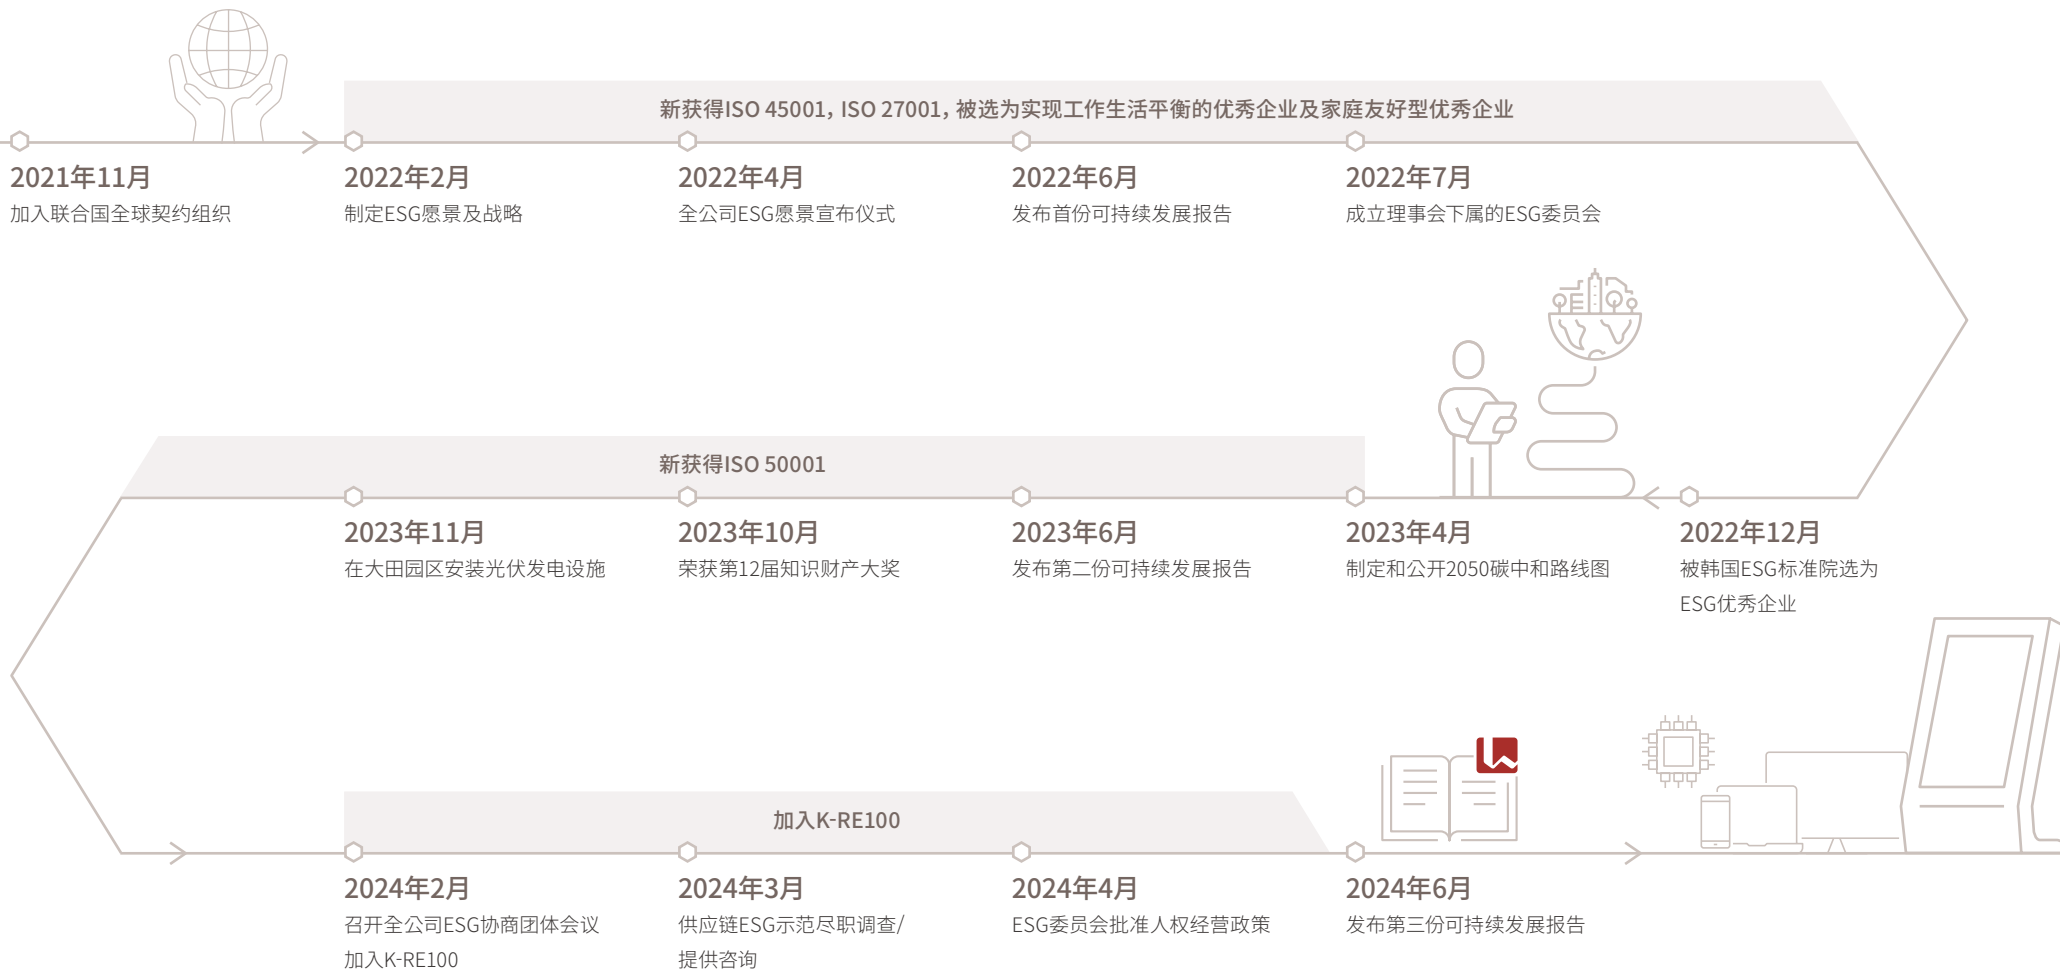 新获得ISO 45001, ISO 27001, 被选为实现工作生活平衡的优秀企业及家庭友好型优秀企业
2021年11月
加入联合国全球契约组织
2022年2月
制定ESG愿景及战略
2022年4月
全公司ESG愿景宣布仪式
2022年6月
发布首份可持续发展报告
2022年7月
成立理事会下属的ESG委员会
新获得ISO 50001
2023年11月
在大田园区安装光伏发电设施
2023年10月
荣获第12届知识财产大奖
2023年6月
发布第二份可持续发展报告
2023年4月
制定和公开2050碳中和路线图
2022年12月
被韩国ESG标准院选为
ESG优秀企业
加入K-RE100
2024年2月
召开全公司ESG协商团体会议
加入K-RE100
2024年3月
供应链ESG示范尽职调查/
提供咨询
2024年4月
ESG委员会批准人权经营政策
2024年6月
发布第三份可持续发展报告